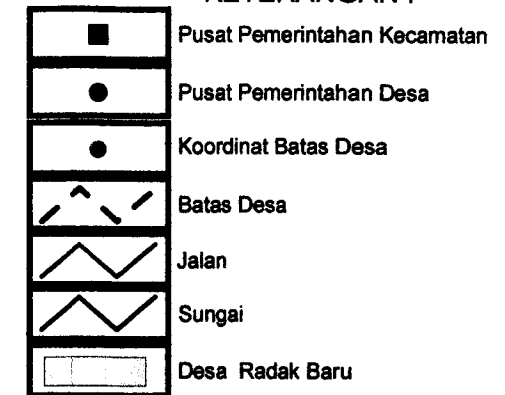 Pusat Pemerintahan Kecamatan
Pusat Pemerintahan Desa
Koordinat Batas Desa
Batas Desa
Jalan
Sungai
Desa Radak Baru